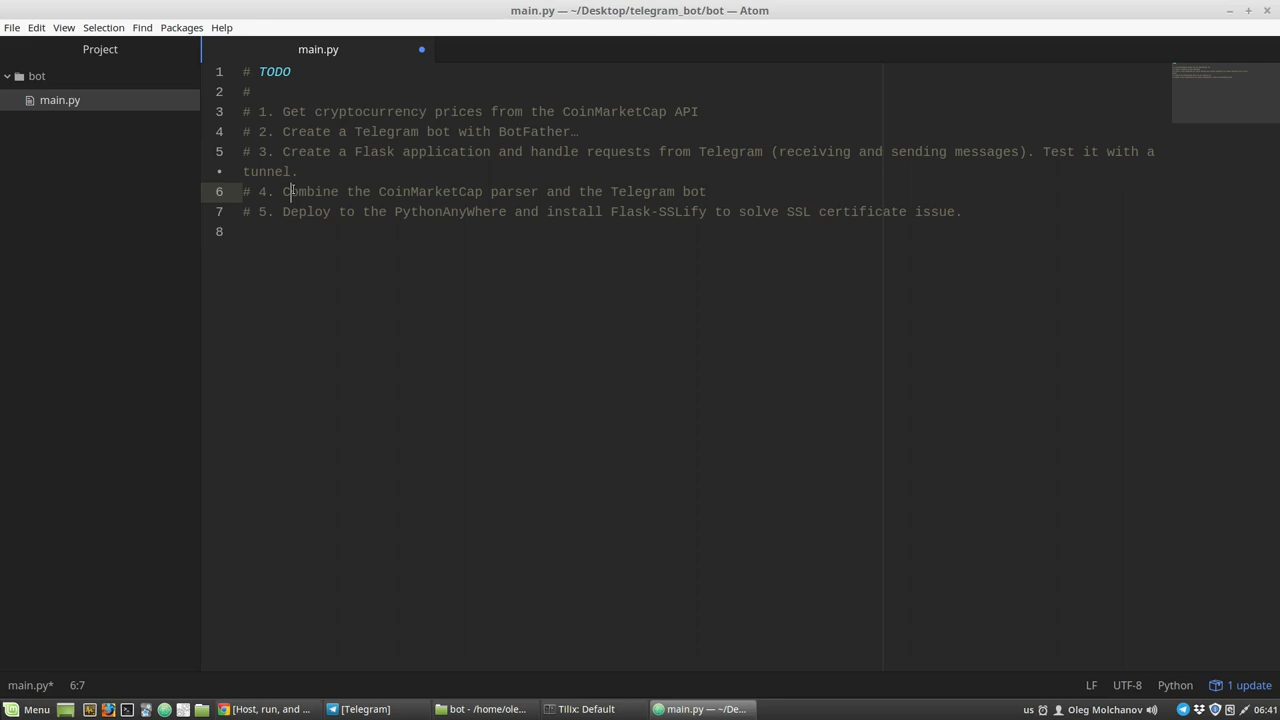 main.py — ~/Desktop/telegram_bot/bot — Atom
File Edit View Selection Find Packages Help
Project
main.py
bot
main.py
1 # TODO
2 #
3 # 1. Get cryptocurrency prices from the CoinMarketCap API
4 # 2. Create a Telegram bot with BotFather…
5 # 3. Create a Flask application and handle requests from Telegram (receiving and sending messages). Test it with a
• tunnel.
6 # 4. Combine the CoinMarketCap parser and the Telegram bot
7 # 5. Deploy to the PythonAnyWhere and install Flask-SSLify to solve SSL certificate issue.
8
main.py* 6:7 LF UTF-8 Python 1 update
Menu [Host, run, and ... [Telegram] bot - /home/ole... Tilix: Default main.py — ~/De... us Oleg Molchanov 06:41